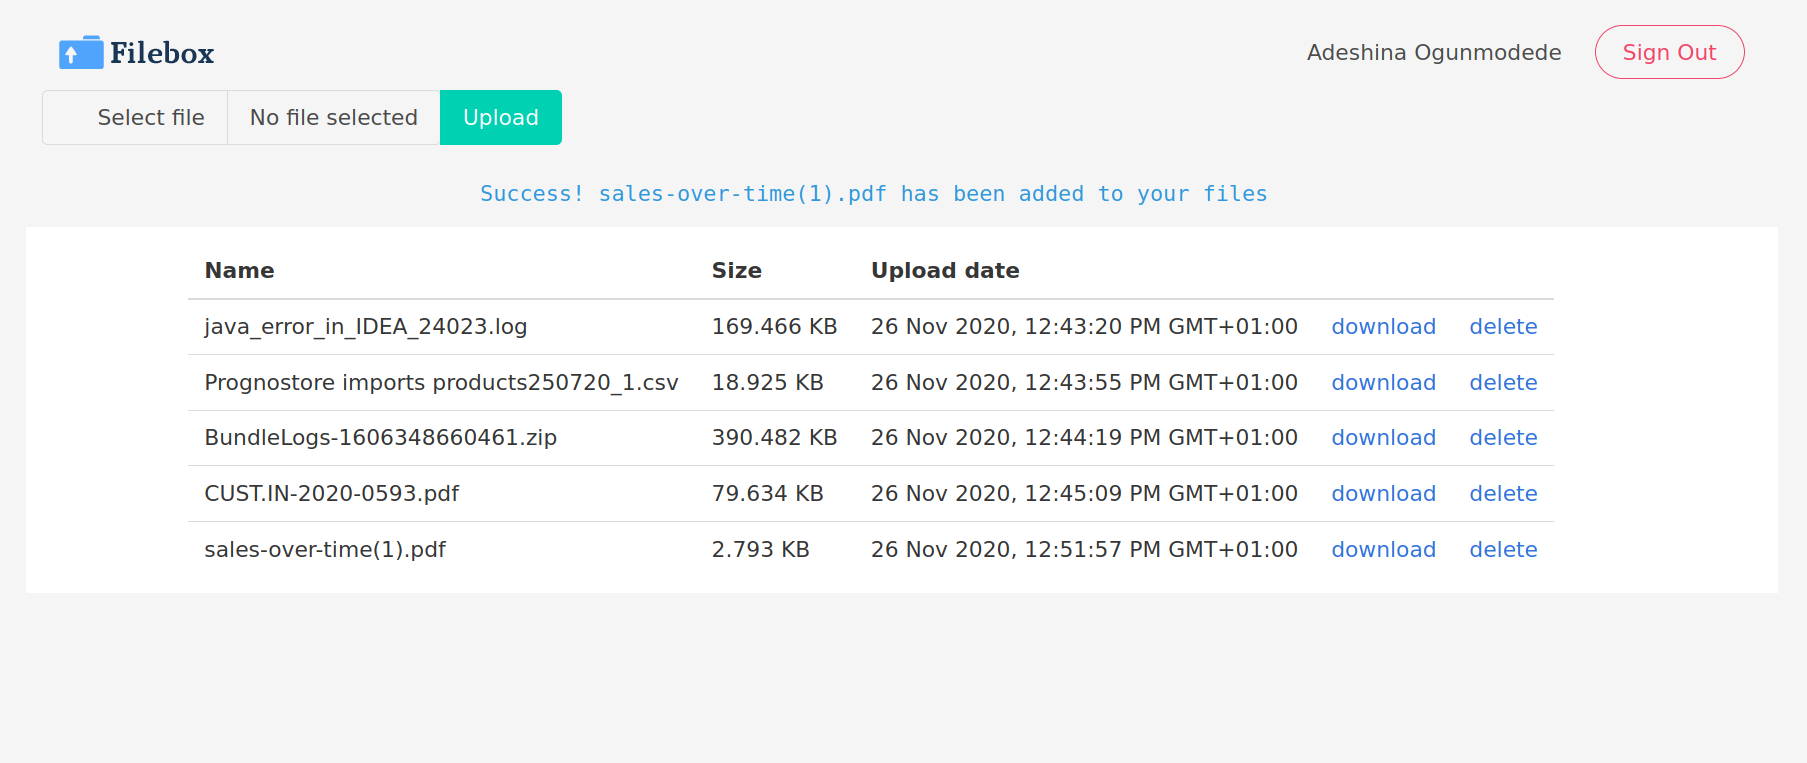 Filebox
Adeshina Ogunmodede Sign Out
Select file No file selected Upload
Success! sales-over-time(1).pdf has been added to your files
Name Size Upload date
java_error_in_IDEA_24023.log 169.466 KB 26 Nov 2020, 12:43:20 PM GMT+01:00 download delete
Prognostore imports products250720_1.csv 18.925 KB 26 Nov 2020, 12:43:55 PM GMT+01:00 download delete
BundleLogs-1606348660461.zip 390.482 KB 26 Nov 2020, 12:44:19 PM GMT+01:00 download delete
CUST.IN-2020-0593.pdf 79.634 KB 26 Nov 2020, 12:45:09 PM GMT+01:00 download delete
sales-over-time(1).pdf 2.793 KB 26 Nov 2020, 12:51:57 PM GMT+01:00 download delete